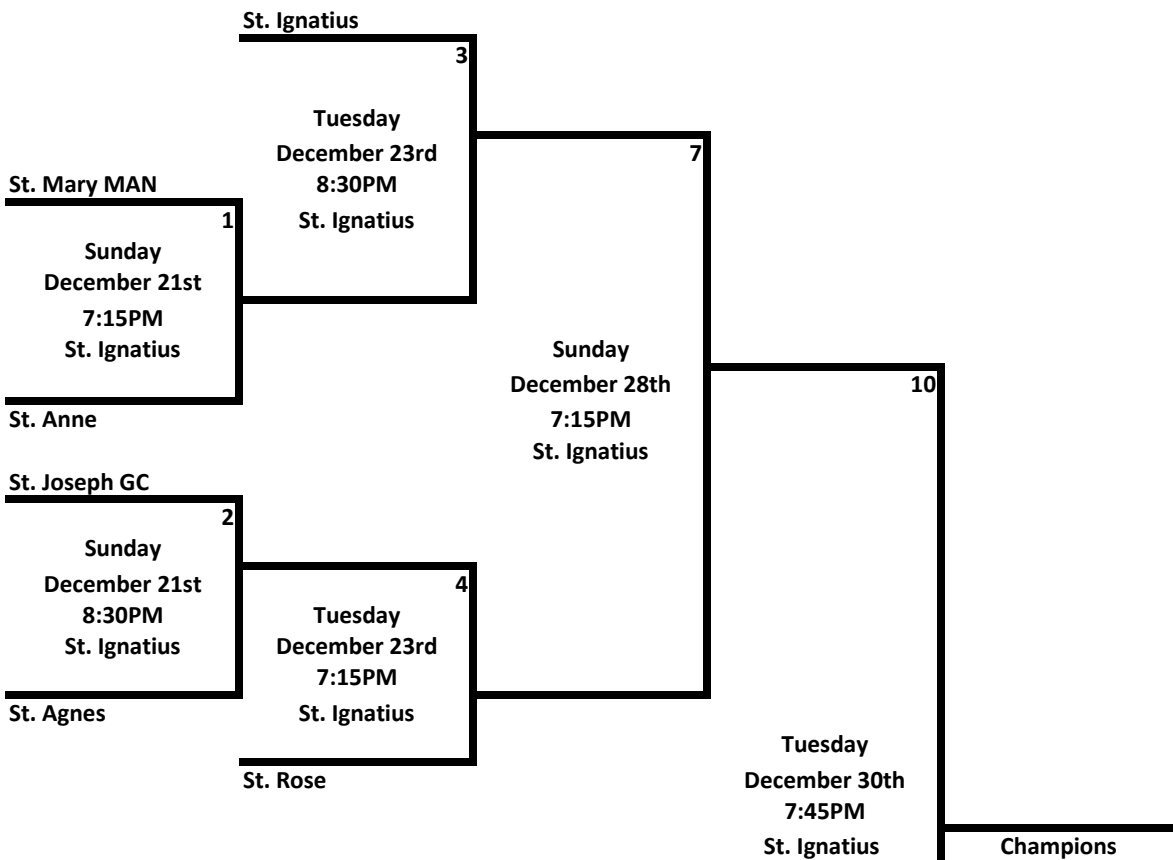 St. Ignatius
3
Tuesday
December 23rd
8:30PM
St. Ignatius
7
St. Mary MAN
1
Sunday
December 21st
7:15PM
St. Ignatius
St. Anne
Sunday
December 28th
7:15PM
St. Ignatius
10
St. Joseph GC
2
Sunday
December 21st
8:30PM
St. Ignatius
St. Agnes
4
Tuesday
December 23rd
7:15PM
St. Ignatius
St. Rose
Tuesday
December 30th
7:45PM
St. Ignatius
Champions